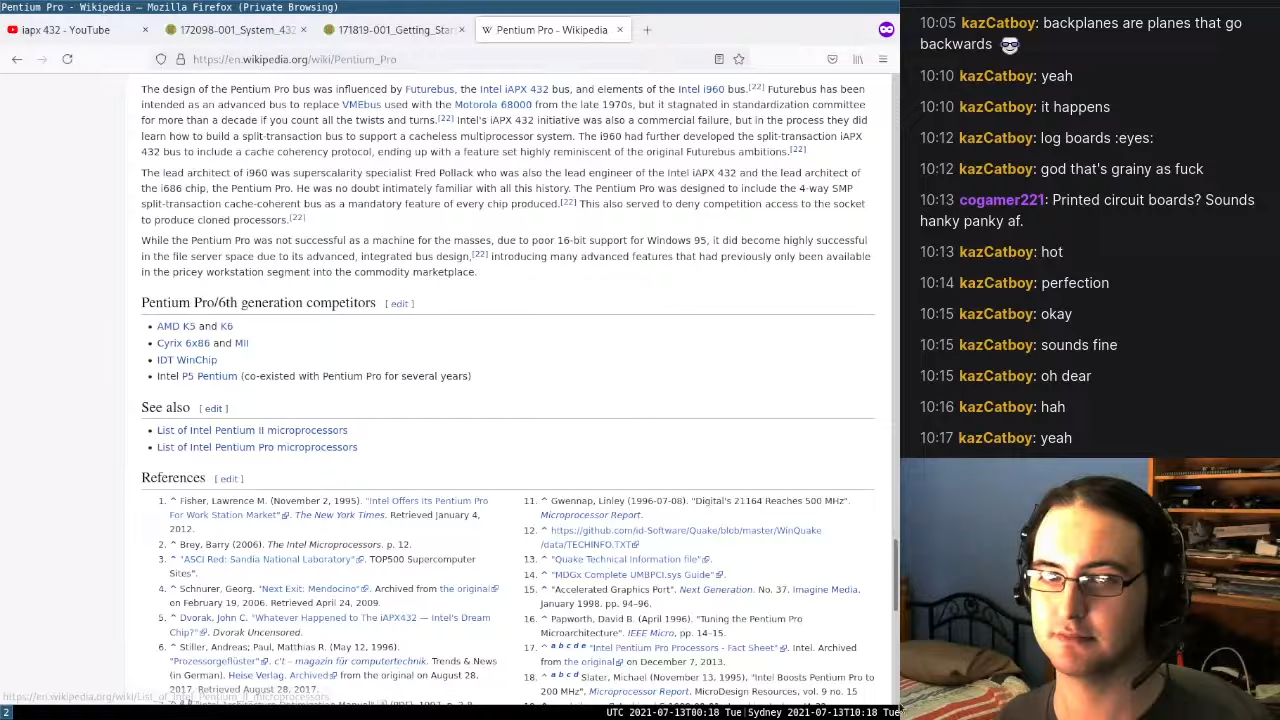 Pentium Pro - Wikipedia — Mozilla Firefox (Private Browsing)
iapx 432 - YouTube
172098-001_System_432
171819-001_Getting_Star
Pentium Pro - Wikipedia
https://en.wikipedia.org/wiki/Pentium_Pro
The design of the Pentium Pro bus was influenced by Futurebus, the Intel iAPX 432 bus, and elements of the Intel i960 bus.[22] Futurebus has been
intended as an advanced bus to replace VMEbus used with the Motorola 68000 from the late 1970s, but it stagnated in standardization committee
for more than a decade if you count all the twists and turns.[22] Intel's iAPX 432 initiative was also a commercial failure, but in the process they did
learn how to build a split-transaction bus to support a cacheless multiprocessor system. The i960 had further developed the split-transaction iAPX
432 bus to include a cache coherency protocol, ending up with a feature set highly reminiscent of the original Futurebus ambitions.[22]
The lead architect of i960 was superscalarity specialist Fred Pollack who was also the lead engineer of the Intel iAPX 432 and the lead architect of
the i686 chip, the Pentium Pro. He was no doubt intimately familiar with all this history. The Pentium Pro was designed to include the 4-way SMP
split-transaction cache-coherent bus as a mandatory feature of every chip produced.[22] This also served to deny competition access to the socket
to produce cloned processors.[22]
While the Pentium Pro was not successful as a machine for the masses, due to poor 16-bit support for Windows 95, it did become highly successful
in the file server space due to its advanced, integrated bus design,[22] introducing many advanced features that had previously only been available
in the pricey workstation segment into the commodity marketplace.
Pentium Pro/6th generation competitors [ edit ]
• AMD K5 and K6
• Cyrix 6x86 and MII
• IDT WinChip
• Intel P5 Pentium (co-existed with Pentium Pro for several years)
See also [ edit ]
• List of Intel Pentium II microprocessors
• List of Intel Pentium Pro microprocessors
References [ edit ]
1. ^ Fisher, Lawrence M. (November 2, 1995). "Intel Offers Its Pentium Pro
For Work Station Market". The New York Times. Retrieved January 4,
2012.
2. ^ Brey, Barry (2006). The Intel Microprocessors. p. 12.
3. ^ "ASCI Red: Sandia National Laboratory". TOP500 Supercomputer
Sites".
4. ^ Schnurer, Georg. "Next Exit: Mendocino". Archived from the original
on February 19, 2006. Retrieved April 24, 2009.
5. ^ Dvorak, John C. "Whatever Happened to The iAPX432 — Intel's Dream
Chip?". Dvorak Uncensored.
6. ^ Stiller, Andreas; Paul, Matthias R. (May 12, 1996).
"Prozessorgeflüster". c't – magazin für computertechnik. Trends & News
(in German). Heise Verlag. Archived from the original on August 28,
2017. Retrieved August 28, 2017.
11. ^ Gwennap, Linley (1996-07-08). "Digital's 21164 Reaches 500 MHz".
Microprocessor Report.
12. ^ https://github.com/id-Software/Quake/blob/master/WinQuake
/data/TECHINFO.TXT
13. ^ "Quake Technical Information file".
14. ^ "MDGx Complete UMBPCI.sys Guide".
15. ^ "Accelerated Graphics Port". Next Generation. No. 37. Imagine Media.
January 1998. pp. 94–96.
16. ^ Papworth, David B. (April 1996). "Tuning the Pentium Pro
Microarchitecture". IEEE Micro, pp. 14–15.
17. ^ a b c d e "Intel Pentium Pro Processors - Fact Sheet". Intel. Archived
from the original on December 7, 2013.
18. ^ a b c d Slater, Michael (November 13, 1995), "Intel Boosts Pentium Pro to
200 MHz", Microprocessor Report, MicroDesign Resources, vol. 9 no. 15
https://en.wikipedia.org/wiki/List_of_Intel_Pentium_II_microprocessors
2
UTC 2021-07-13T00:18 Tue|Sydney 2021-07-13T10:18 Tue
10:05 kazCatboy: backplanes are planes that go
backwards
10:10 kazCatboy: yeah
10:10 kazCatboy: it happens
10:12 kazCatboy: log boards :eyes:
10:12 kazCatboy: god that's grainy as fuck
10:13 cogamer221: Printed circuit boards? Sounds
hanky panky af.
10:13 kazCatboy: hot
10:14 kazCatboy: perfection
10:15 kazCatboy: okay
10:15 kazCatboy: sounds fine
10:15 kazCatboy: oh dear
10:16 kazCatboy: hah
10:17 kazCatboy: yeah